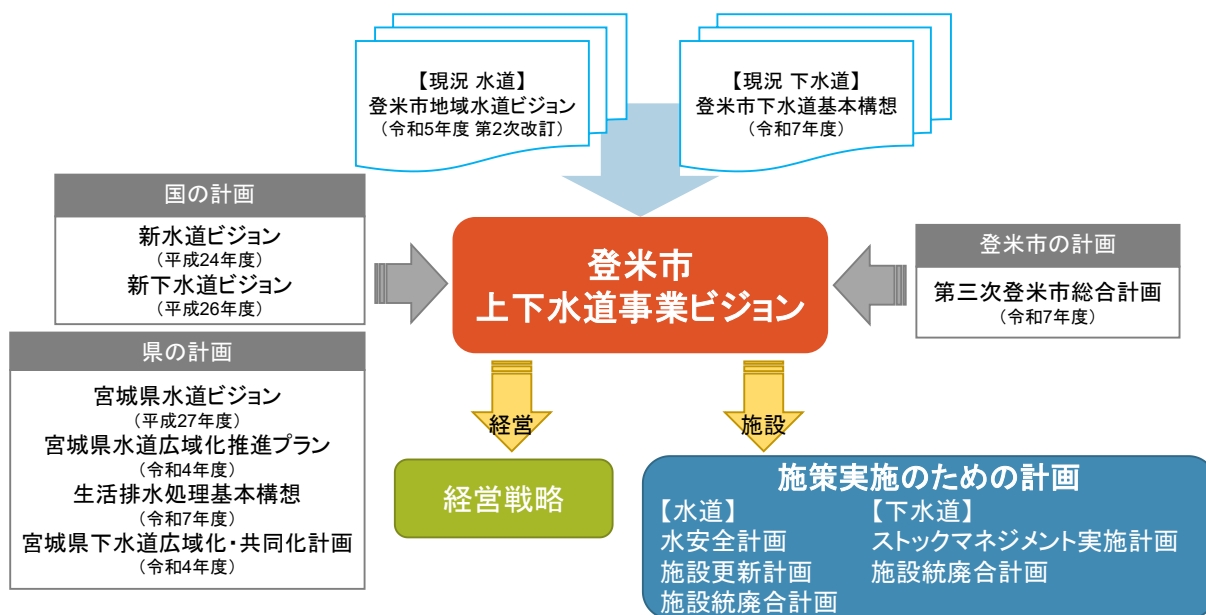 【現況 水道】
登米市地域水道ビジョン
（令和5年度 第2次改訂）
【現況 下水道】
登米市下水道基本構想
（令和7年度）
国の計画
新水道ビジョン
（平成24年度）
新下水道ビジョン
（平成26年度）
県の計画
宮城県水道ビジョン
（平成27年度）
宮城県水道広域化推進プラン
（令和4年度）
生活排水処理基本構想
（令和7年度）
宮城県下水道広域化・共同化計画
（令和4年度）
登米市
上下水道事業ビジョン
登米市の計画
第三次登米市総合計画
（令和7年度）
経営
施設
経営戦略
施策実施のための計画
【水道】
水安全計画
施設更新計画
施設統廃合計画
【下水道】
ストックマネジメント実施計画
施設統廃合計画